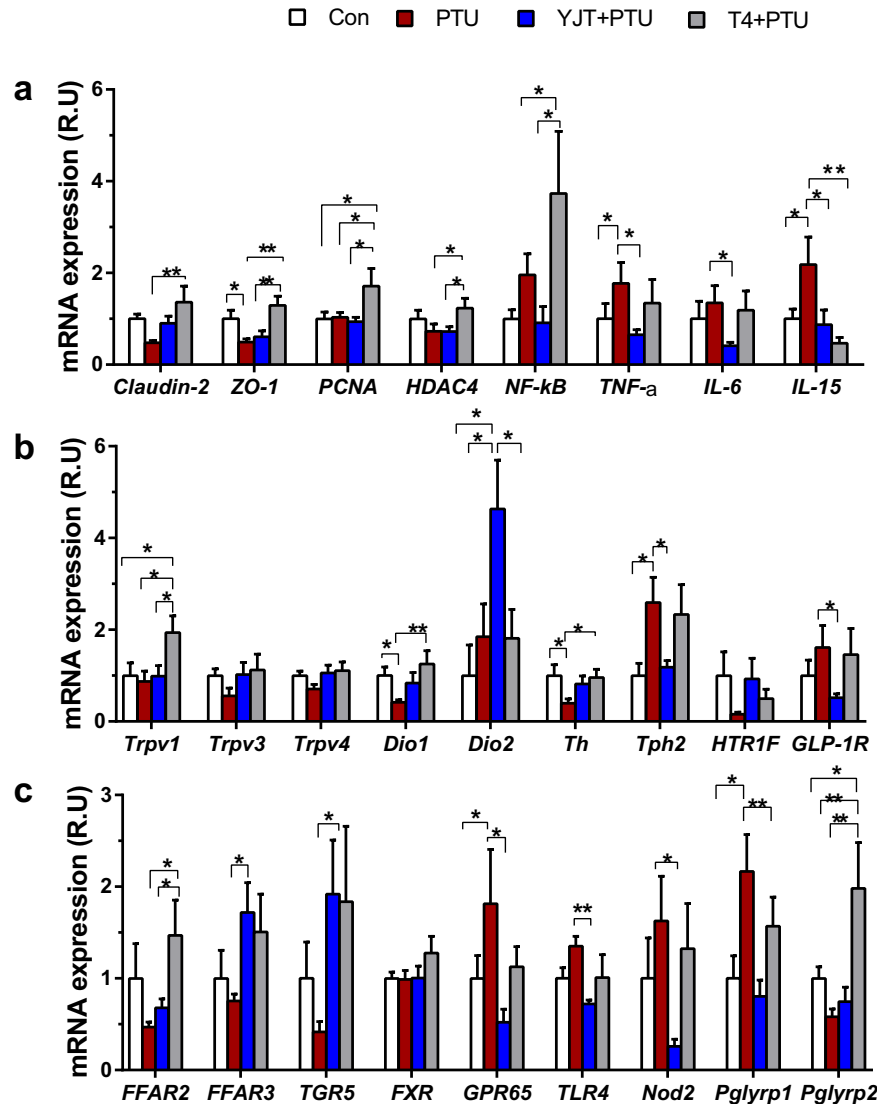 Con PTU YJT+PTU T4+PTU
a
mRNA expression (R.U)
6
4
2
0
* * * * ** ** ** * * * * * * * * * * * * **
Claudin-2 ZO-1 PCNA HDAC4 NF-kB TNF-a IL-6 IL-15
b
mRNA expression (R.U)
6
4
2
0
* * * * ** * * * * * * * *
Trpv1 Trpv3 Trpv4 Dio1 Dio2 Th Tph2 HTR1F GLP-1R
c
mRNA expression (R.U)
3
2
1
0
* * * * * * ** * * ** * ** **
FFAR2 FFAR3 TGR5 FXR GPR65 TLR4 Nod2 Pglyrp1 Pglyrp2